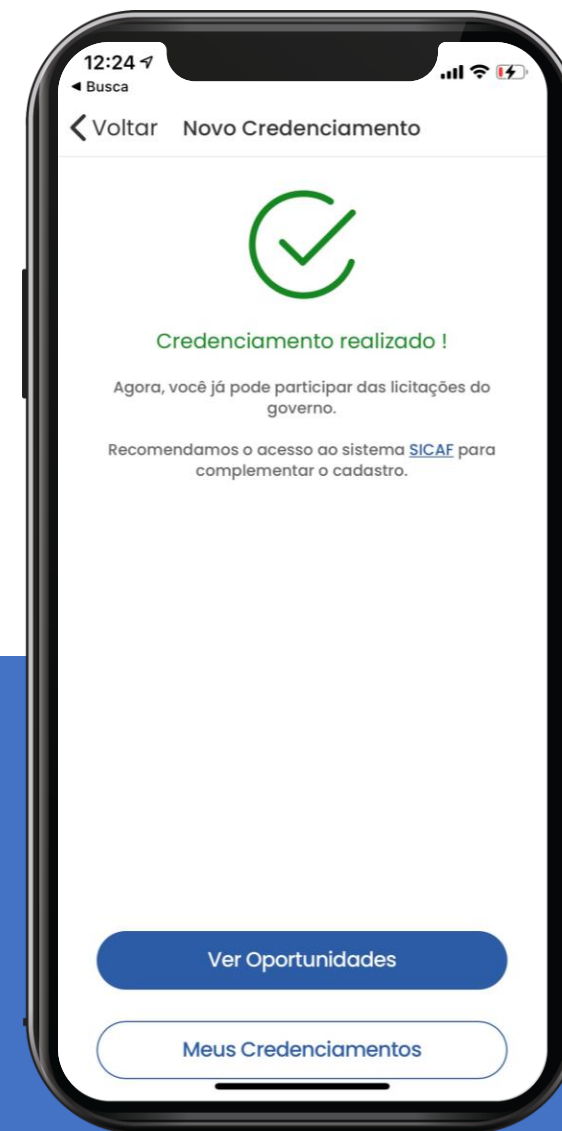 12:24
Busca
Voltar Novo Credenciamento
Credenciamento realizado !
Agora, você já pode participar das licitações do
governo.
Recomendamos o acesso ao sistema SICAF para
complementar o cadastro.
Ver Oportunidades
Meus Credenciamentos